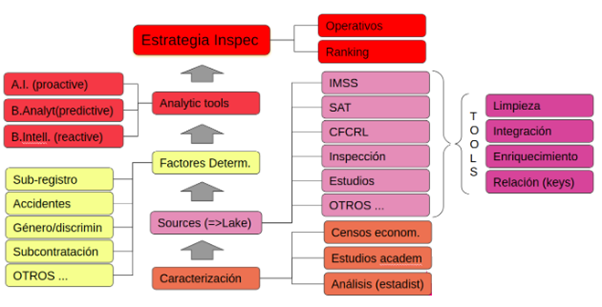 Estrategia Inspec
Operativos
Ranking
A.I. (proactive)
B.Analyt(predictive)
B.Intell. (reactive)
Analytic tools
Factores Determ.
Sub-registro
Accidentes
Género/discrimin
Subcontratación
OTROS ...
Sources (=>Lake)
IMSS
SAT
CFCRL
Inspección
Estudios
OTROS ...
TOOLS
Limpieza
Integración
Enriquecimiento
Relación (keys)
Caracterización
Censos econom.
Estudios academ
Análisis (estadist)